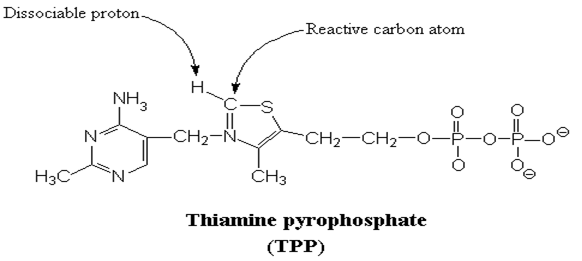 Dissociable proton
Reactive carbon atom
H
C
S
NH3
N
CH2
N
CH2—CH2—O—P—O—P—O⊖
O
O
O
O⊖
H3C
N
CH3
Thiamine pyrophosphate
(TPP)